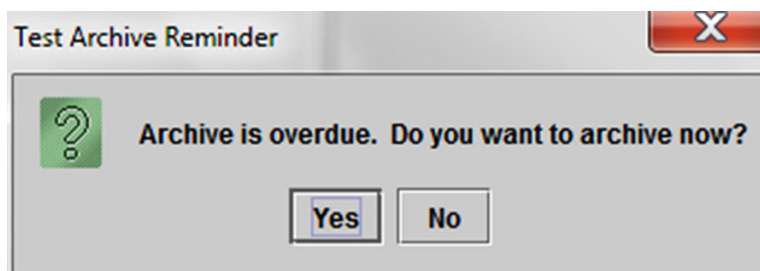 Test Archive Reminder
X
Archive is overdue.  Do you want to archive now?
Yes
No